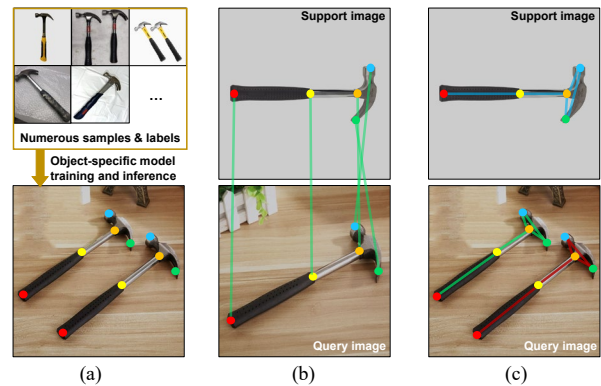 ...
Numerous samples & labels
Object-specific model
training and inference
(a)
Support image
Query image
(b)
Support image
Query image
(c)